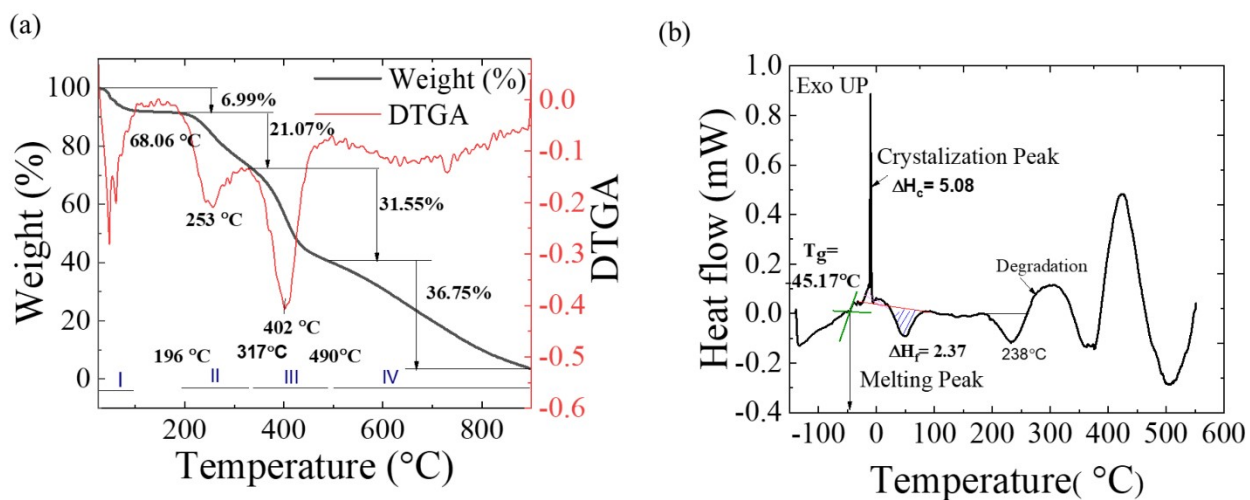 (a)
Weight (%)
DTGA
100
80
60
40
20
0
Weight (%)
6.99%
68.06 °C
21.07%
253 °C
31.55%
402 °C
36.75%
196 °C
317°C
490°C
I
II
III
IV
200
400
600
800
Temperature (°C)
0.0
-0.1
-0.2
-0.3
-0.4
-0.5
-0.6
DTGA
(b)
1.0
0.8
0.6
0.4
0.2
0.0
-0.2
-0.4
Heat flow (mW)
Exo UP
Crystalization Peak
ΔHc= 5.08
Tg=
45.17°C
Degradation
ΔHf= 2.37
238°C
Melting Peak
-100
0
100
200
300
400
500
600
Temperature( °C)